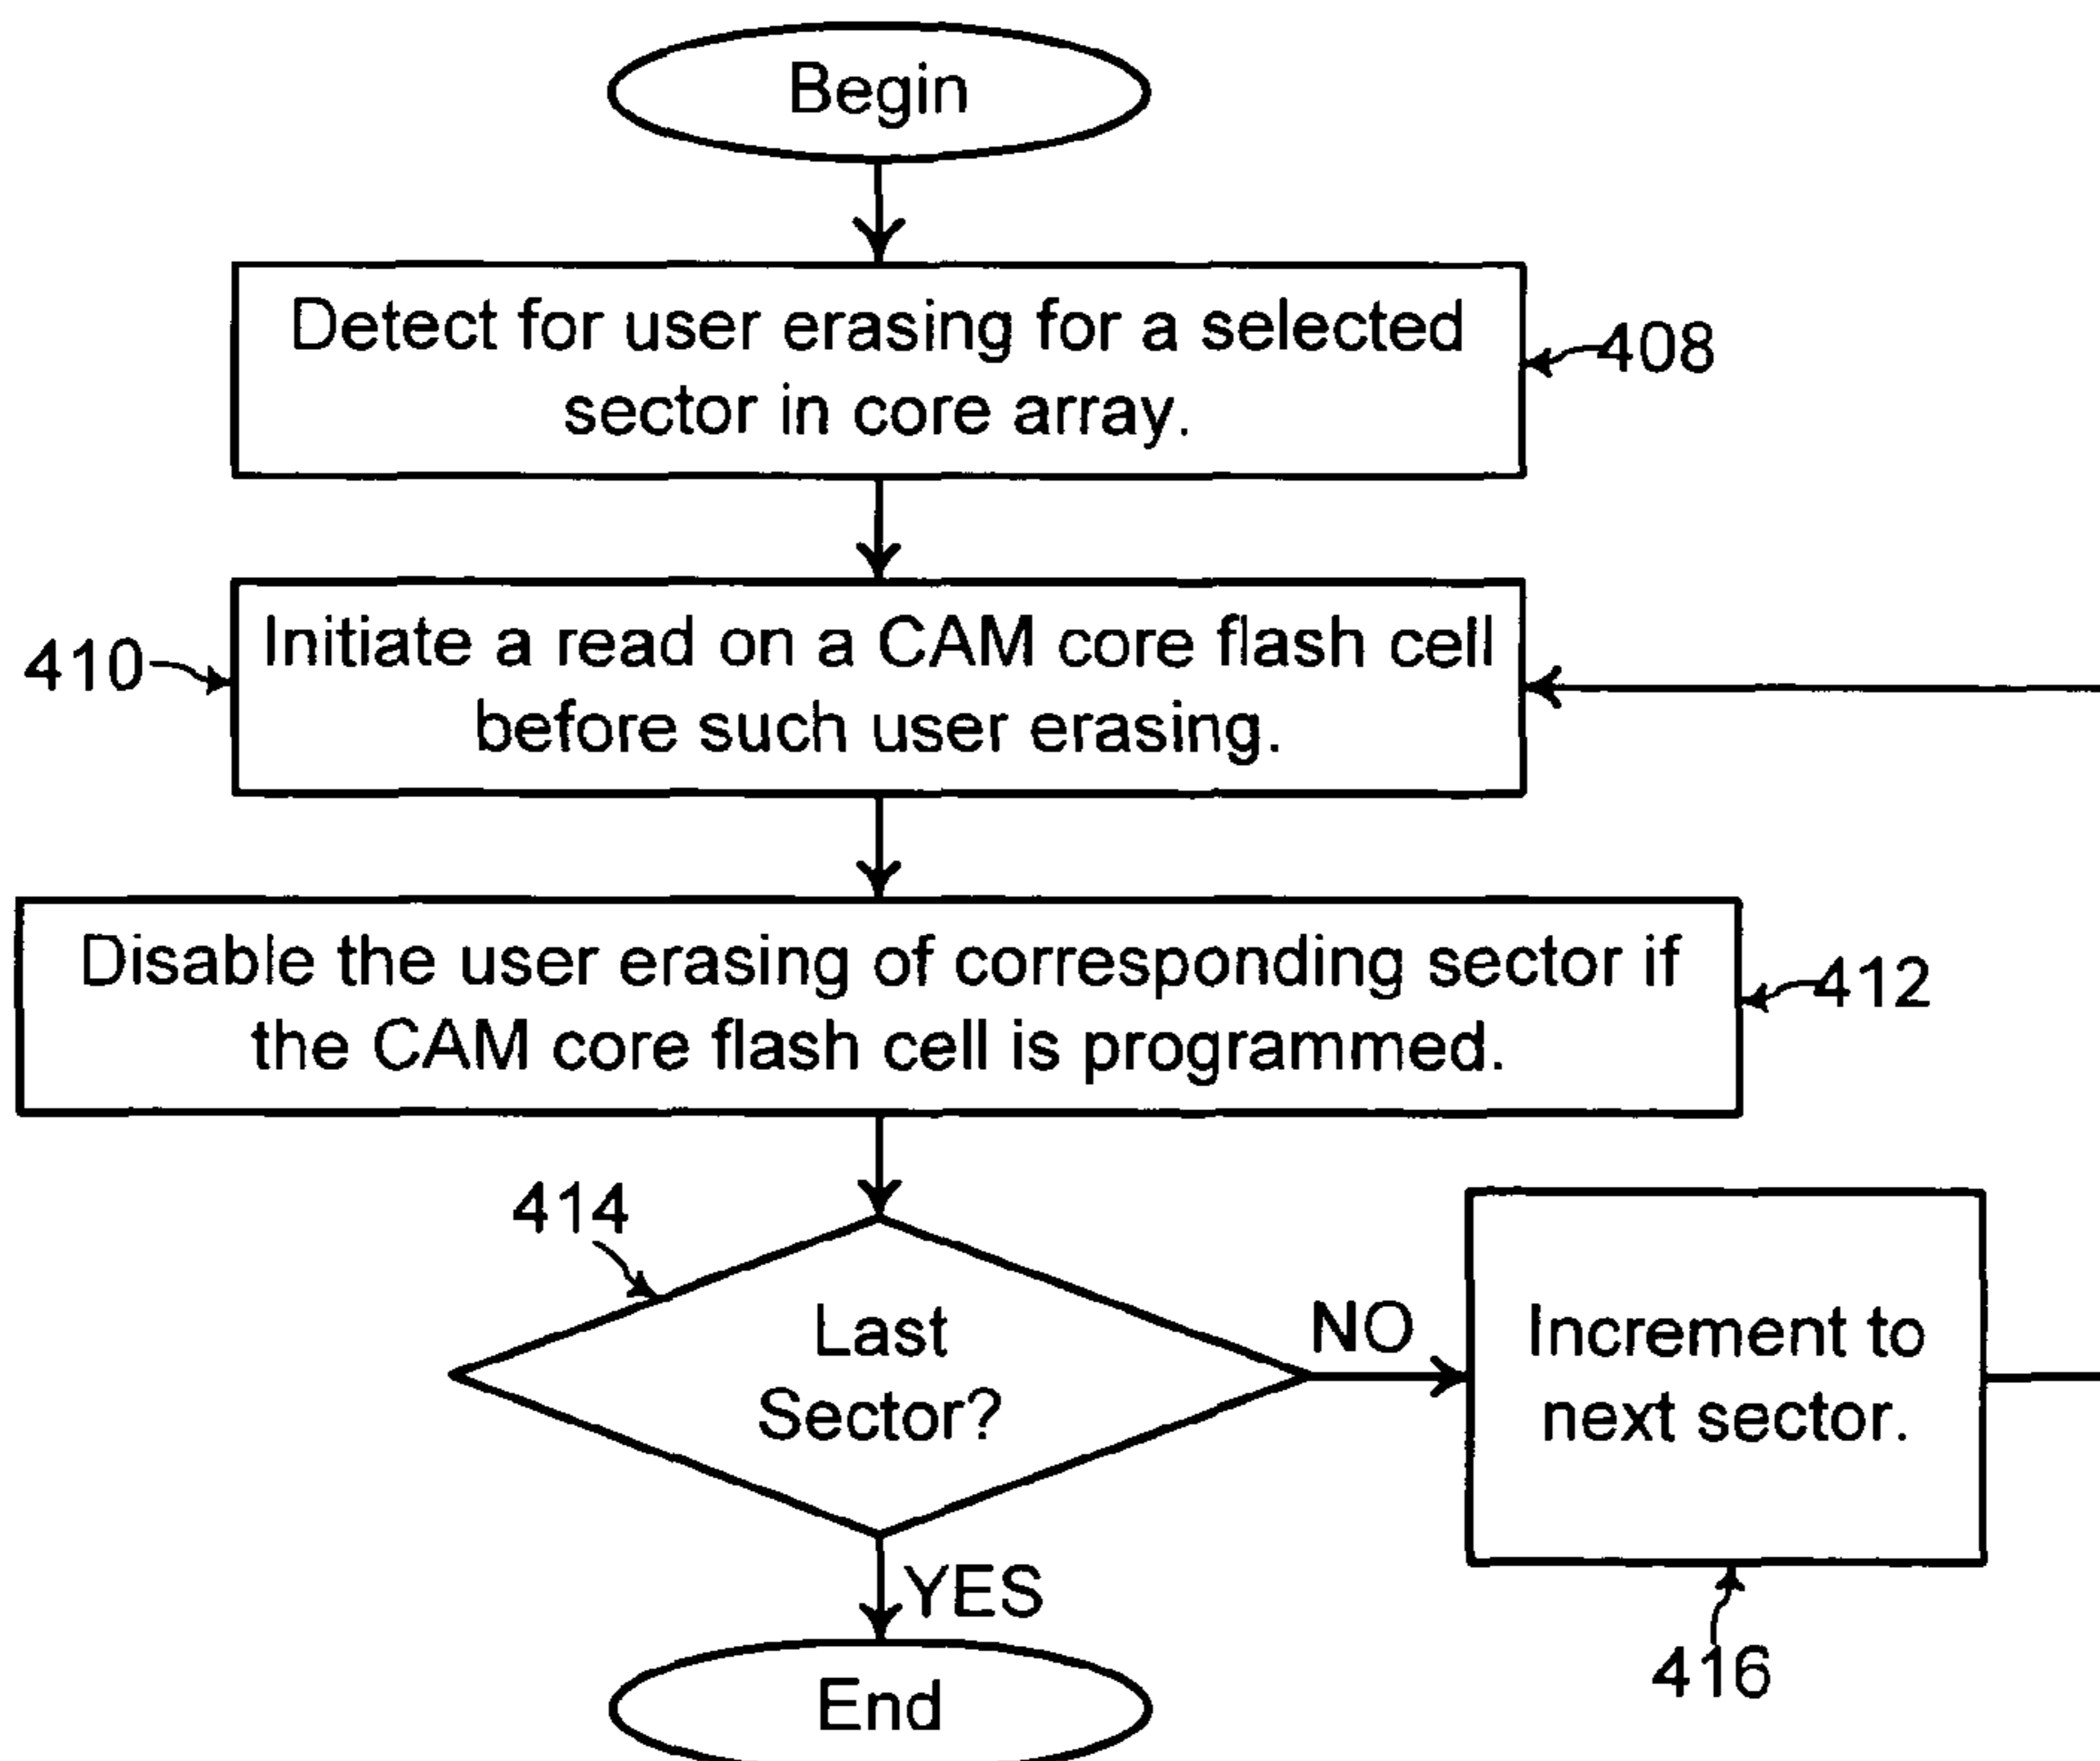 Begin
Detect for user erasing for a selected
sector in core array.
408
Initiate a read on a CAM core flash cell
before such user erasing.
410
Disable the user erasing of corresponding sector if
the CAM core flash cell is programmed.
412
414
Last
Sector?
NO
Increment to
next sector.
416
YES
End